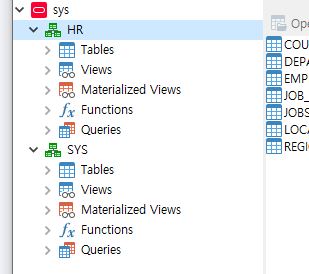 sys
HR
Tables
Views
Materialized Views
Functions
Queries
SYS
Tables
Views
Materialized Views
Functions
Queries
Ope
COU
DEPA
EMP
JOB_
JOBS
LOCA
REGI